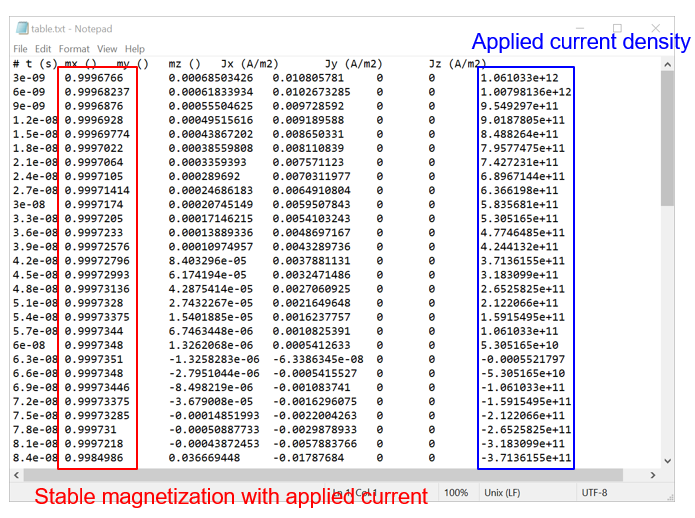 table.txt - Notepad
File Edit Format View Help
Applied current density
# t (s) mx () my () mz () Jx (A/m2) Jy (A/m2) Jz (A/m2)
3e-09 0.9996766 0.00068503426 0.010805781 0 0 1.061033e+12
6e-09 0.99968237 0.00061833934 0.0102673285 0 0 1.00798136e+12
9e-09 0.9996876 0.00055504625 0.009728592 0 0 9.549297e+11
1.2e-08 0.9996928 0.00049515616 0.009189588 0 0 9.0187805e+11
1.5e-08 0.99969774 0.00043867202 0.008650331 0 0 8.488264e+11
1.8e-08 0.9997022 0.00038559808 0.008110839 0 0 7.9577475e+11
2.1e-08 0.9997064 0.0003359393 0.007571123 0 0 7.427231e+11
2.4e-08 0.9997105 0.000289692 0.0070311977 0 0 6.8967144e+11
2.7e-08 0.99971414 0.00024686183 0.0064910804 0 0 6.366198e+11
3e-08 0.9997174 0.00020745149 0.0059507843 0 0 5.835681e+11
3.3e-08 0.9997205 0.00017146215 0.0054103243 0 0 5.305165e+11
3.6e-08 0.9997233 0.00013889336 0.0048697167 0 0 4.7746485e+11
3.9e-08 0.99972576 0.00010974957 0.0043289736 0 0 4.244132e+11
4.2e-08 0.99972796 8.403296e-05 0.0037881131 0 0 3.7136155e+11
4.5e-08 0.99972993 6.174194e-05 0.0032471486 0 0 3.183099e+11
4.8e-08 0.99973136 4.2875414e-05 0.0027060925 0 0 2.6525825e+11
5.1e-08 0.9997328 2.7432267e-05 0.0021649648 0 0 2.122066e+11
5.4e-08 0.99973375 1.5401885e-05 0.0016237757 0 0 1.5915495e+11
5.7e-08 0.9997344 6.7463448e-06 0.0010825391 0 0 1.061033e+11
6e-08 0.9997348 1.3262068e-06 0.0005412633 0 0 5.305165e+10
6.3e-08 0.9997351 -1.3258283e-06 -6.3386345e-08 0 0 -0.0005521797
6.6e-08 0.9997348 -2.7951044e-06 -0.0005415527 0 0 -5.305165e+10
6.9e-08 0.99973446 -8.498219e-06 -0.001083741 0 0 -1.061033e+11
7.2e-08 0.99973375 -3.679008e-05 -0.0016296075 0 0 -1.5915495e+11
7.5e-08 0.99973285 -0.00014851993 -0.0022004263 0 0 -2.122066e+11
7.8e-08 0.999731 -0.00050887733 -0.0029878933 0 0 -2.6525825e+11
8.1e-08 0.9997218 -0.00043872453 -0.0057883766 0 0 -3.183099e+11
8.4e-08 0.9984986 0.036669448 -0.01787684 0 0 -3.7136155e+11
Ln 1, Col 1 100% Unix (LF) UTF-8
Stable magnetization with applied current